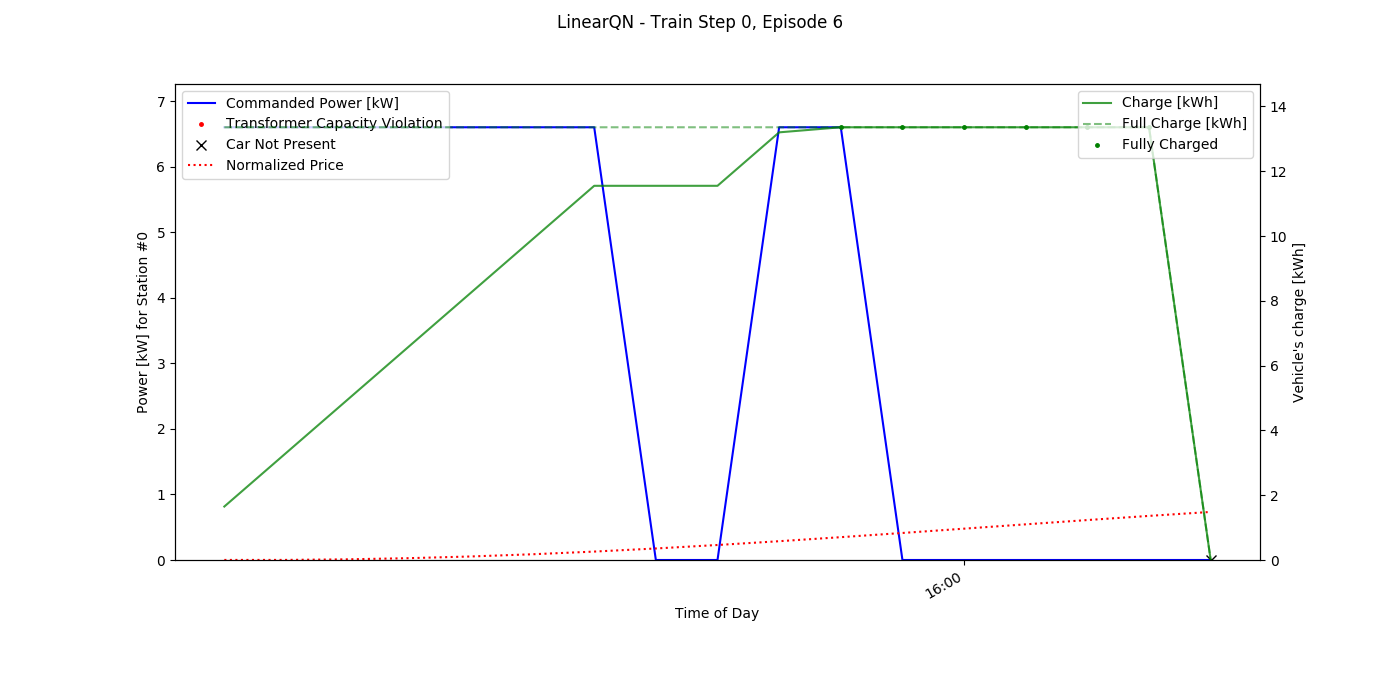 LinearQN - Train Step 0, Episode 6
Commanded Power [kW]
Transformer Capacity Violation
Car Not Present
Normalized Price
Charge [kWh]
Full Charge [kWh]
Fully Charged
7
6
5
4
3
2
1
0
Power [kW] for Station #0
14
12
10
8
6
4
2
0
Vehicle's charge [kWh]
16:00
Time of Day